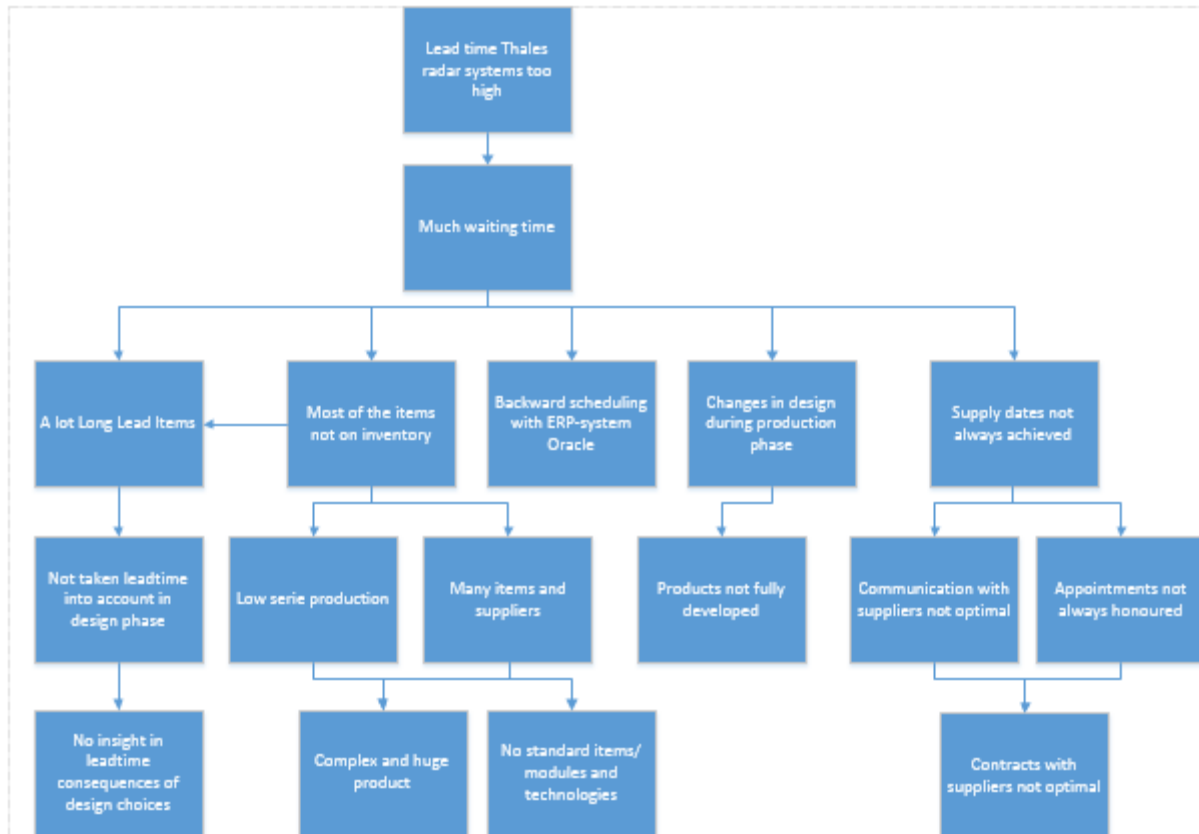 Lead time Thales
radar systems too
high
Much waiting time
A lot Long Lead Items
Most of the items
not on inventory
Backward scheduling
with ERP-system
Oracle
Changes in design
during production
phase
Supply dates not
always achieved
Not taken leadtime
into account in
design phase
Low serie production
Many items and
suppliers
Products not fully
developed
Communication with
suppliers not optimal
Appointments not
always honoured
No insight in
leadtime
consequences of
design choices
Complex and huge
product
No standard items/
modules and
technologies
Contracts with
suppliers not optimal